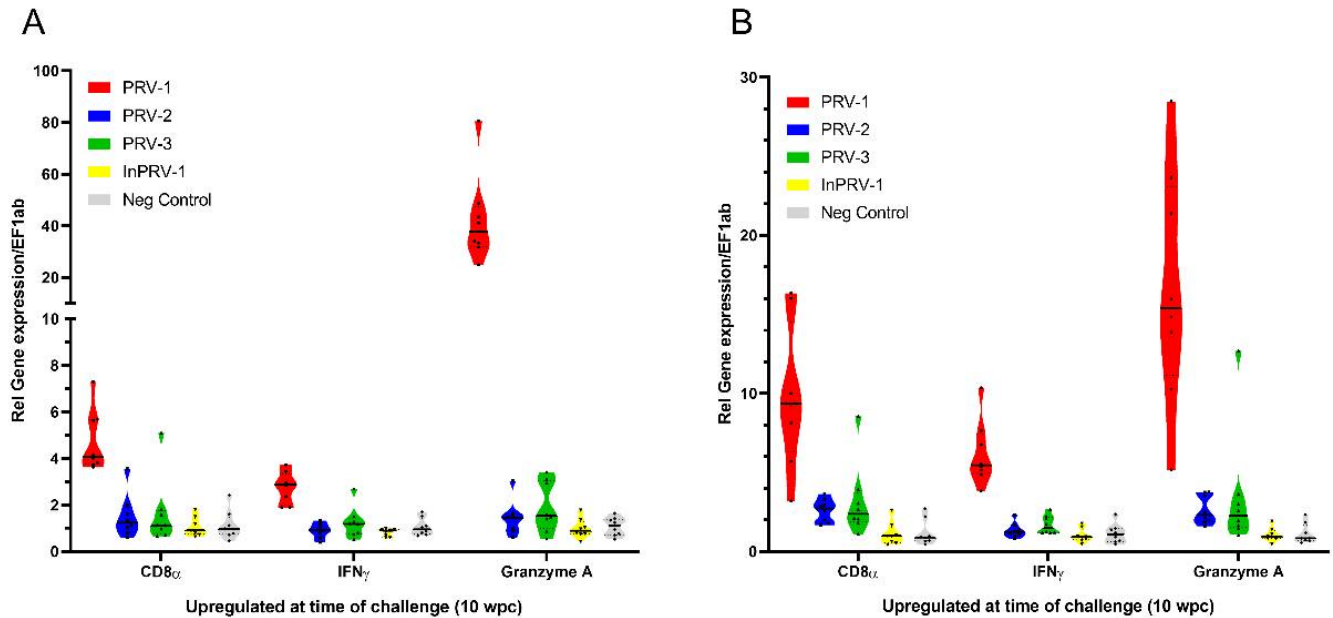 A
Rel Gene expression/EF1ab
100
80
60
40
20
10
8
6
4
2
0
PRV-1
PRV-2
PRV-3
InPRV-1
Neg Control
CD8α
IFNγ
Granzyme A
Upregulated at time of challenge (10 wpc)
B
Rel Gene expression/EF1ab
30
20
10
0
PRV-1
PRV-2
PRV-3
InPRV-1
Neg Control
CD8α
IFNγ
Granzyme A
Upregulated at time of challenge (10 wpc)